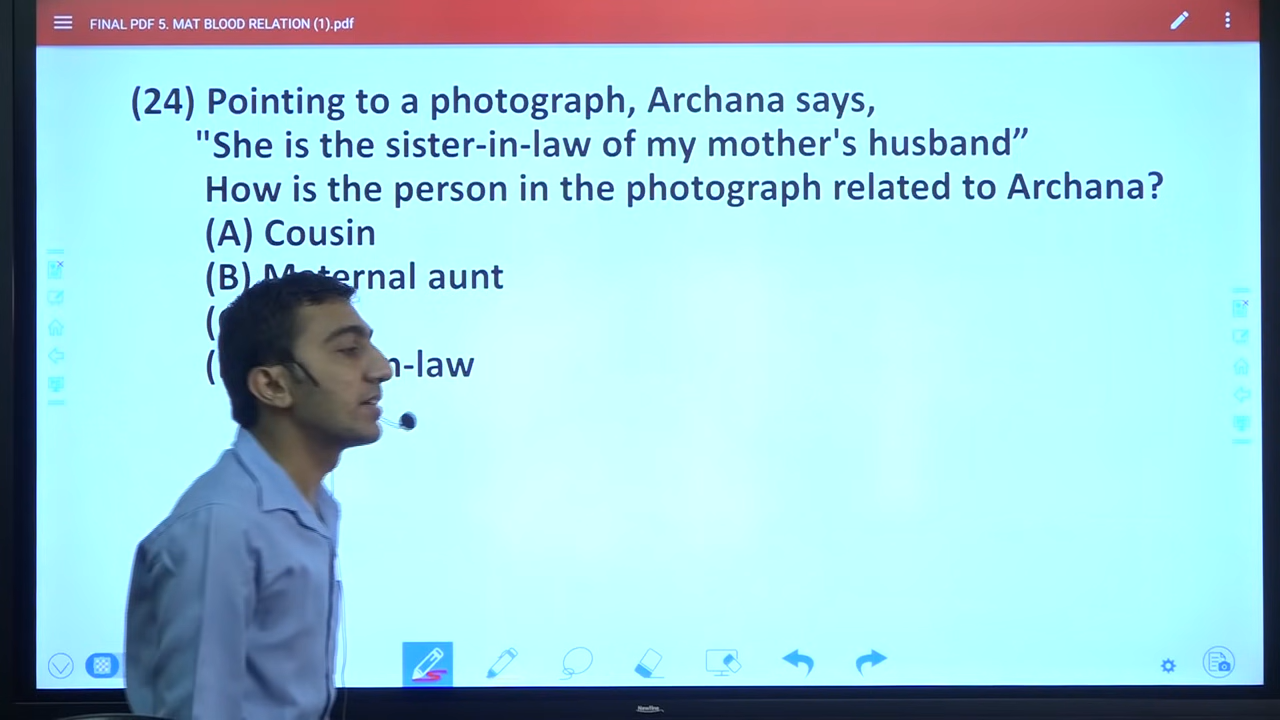 FINAL PDF 5. MAT BLOOD RELATION (1).pdf
(24) Pointing to a photograph, Archana says,
"She is the sister-in-law of my mother's husband”
How is the person in the photograph related to Archana?
(A) Cousin
(B) aunt